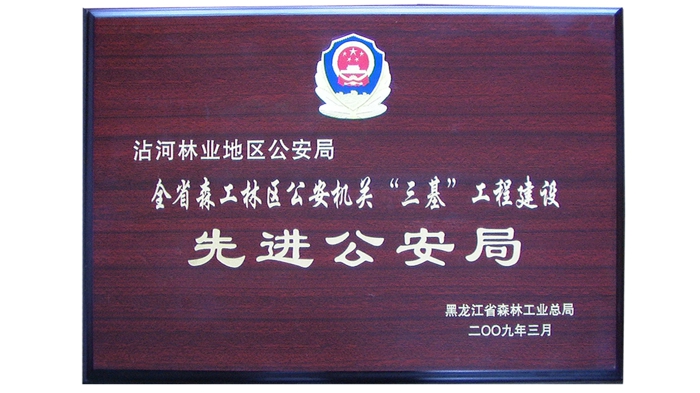 沾河林业地区公安局
全省森工林区公安机关“三基”工程建设
先进公安局
黑龙江省森林工业总局
二〇〇九年三月